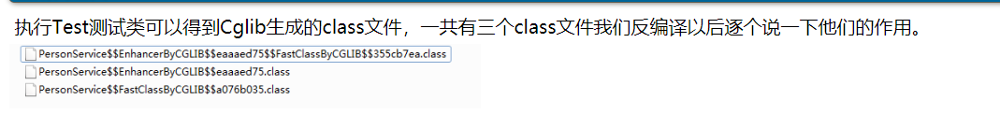 执行Test测试类可以得到Cglib生成的class文件，一共有三个class文件我们反编译以后逐个说一下他们的作用。
PersonService$$EnhancerByCGLIB$$eaaaed75$$FastClassByCGLIB$$355cb7ea.class
PersonService$$EnhancerByCGLIB$$eaaaed75.class
PersonService$$FastClassByCGLIB$$a076b035.class